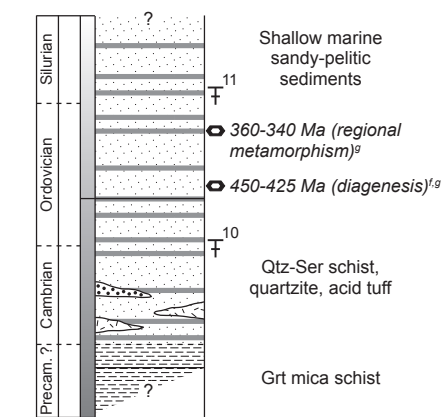 ?
Silurian
Shallow marine
sandy-pelitic
sediments
11
Ordovician
360-340 Ma (regional
metamorphism)g
450-425 Ma (diagenesis)f,g
10
Cambrian
Qtz-Ser schist,
quartzite, acid tuff
Precam. ?
Grt mica schist
?